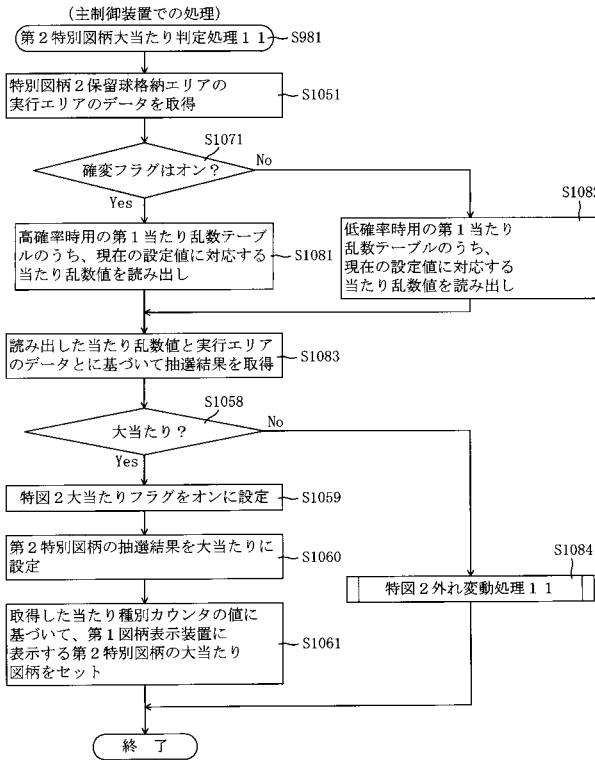 (主制御装置での処理)
第2特別図柄大当たり判定処理11
S981
特別図柄2保留球格納エリアの
実行エリアのデータを取得
S1051
S1071
確変フラグはオン?
No
Yes
高確率時用の第1当たり乱数テーブ
ルのうち、現在の設定値に対応する
当たり乱数値を読み出し
S1081
S1082
低確率時用の第1当たり
乱数テーブルのうち、
現在の設定値に対応する
当たり乱数値を読み出し
読み出した当たり乱数値と実行エリア
のデータとに基づいて抽選結果を取得
S1083
S1058
大当たり?
No
Yes
特図2大当たりフラグをオンに設定
S1059
第2特別図柄の抽選結果を大当たりに
設定
S1060
S1084
特図2外れ変動処理11
取得した当たり種別カウンタの値に
基づいて、第1図柄表示装置に
表示する第2特別図柄の大当たり
図柄をセット
S1061
終 了